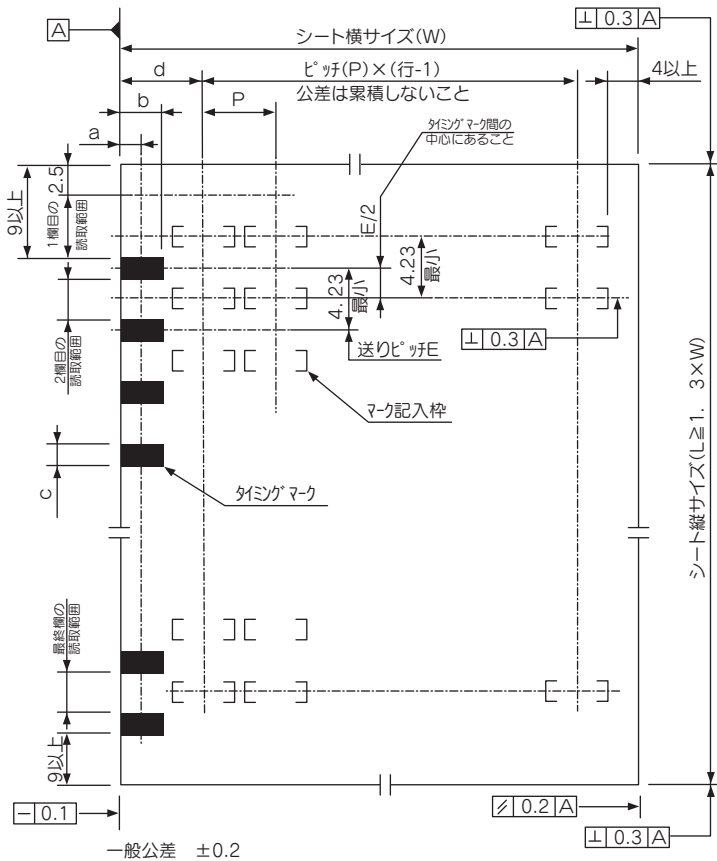 A
⊥ 0.3 A
シート横サイズ(W)
d
ピッチ(P)×(行-1)
4以上
公差は累積しないこと
b
P
a
タイミングマーク間の
中心にあること
9以上
2.5
1欄目の
読取範囲
E/2
4.23
最小
4.23
最小
⊥ 0.3 A
送りピッチE
2欄目の
読取範囲
マーク記入枠
シート縦サイズ(L≧1. 3×W)
c
タイミングマーク
最終欄の
読取範囲
9以上
− 0.1
⫽ 0.2 A
⊥ 0.3 A
一般公差 ±0.2